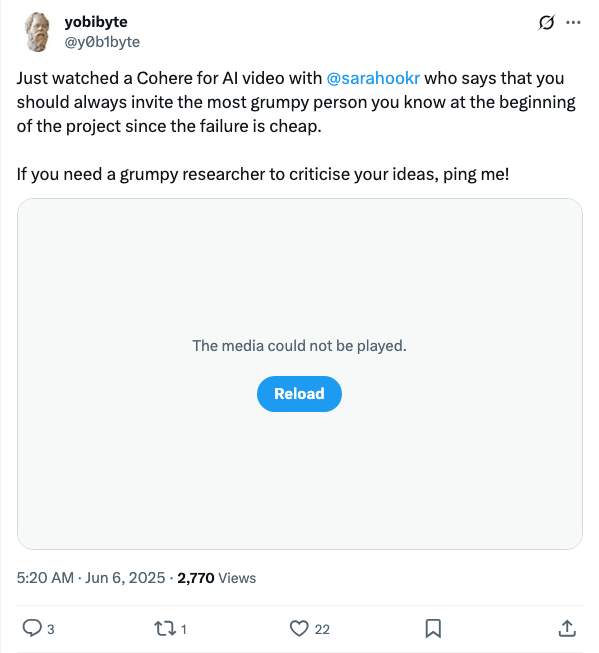 yobibyte
@y0b1byte
Just watched a Cohere for AI video with @sarahookr who says that you
should always invite the most grumpy person you know at the beginning
of the project since the failure is cheap.
If you need a grumpy researcher to criticise your ideas, ping me!
The media could not be played.
Reload
5:20 AM · Jun 6, 2025 · 2,770 Views
3 1 22